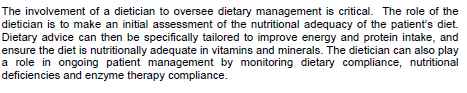 The involvement of a dietician to oversee dietary management is critical.  The role of the
dietician is to make an initial assessment of the nutritional adequacy of the patient's diet.
Dietary advice can then be specifically tailored to improve energy and protein intake, and
ensure the diet is nutritionally adequate in vitamins and minerals. The dietician can also play
a role in ongoing patient management by monitoring dietary compliance, nutritional
deficiencies and enzyme therapy compliance.